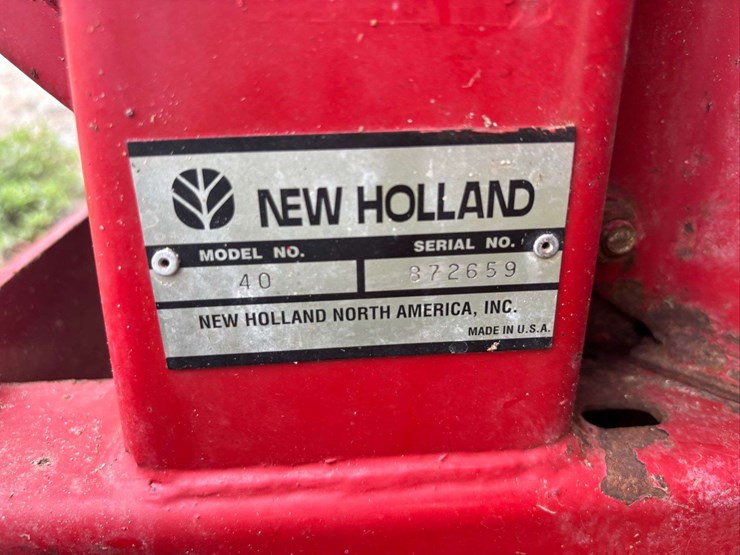 NEW HOLLAND
MODEL NO. SERIAL NO.
40 872659
NEW HOLLAND NORTH AMERICA, INC.
MADE IN U.S.A.